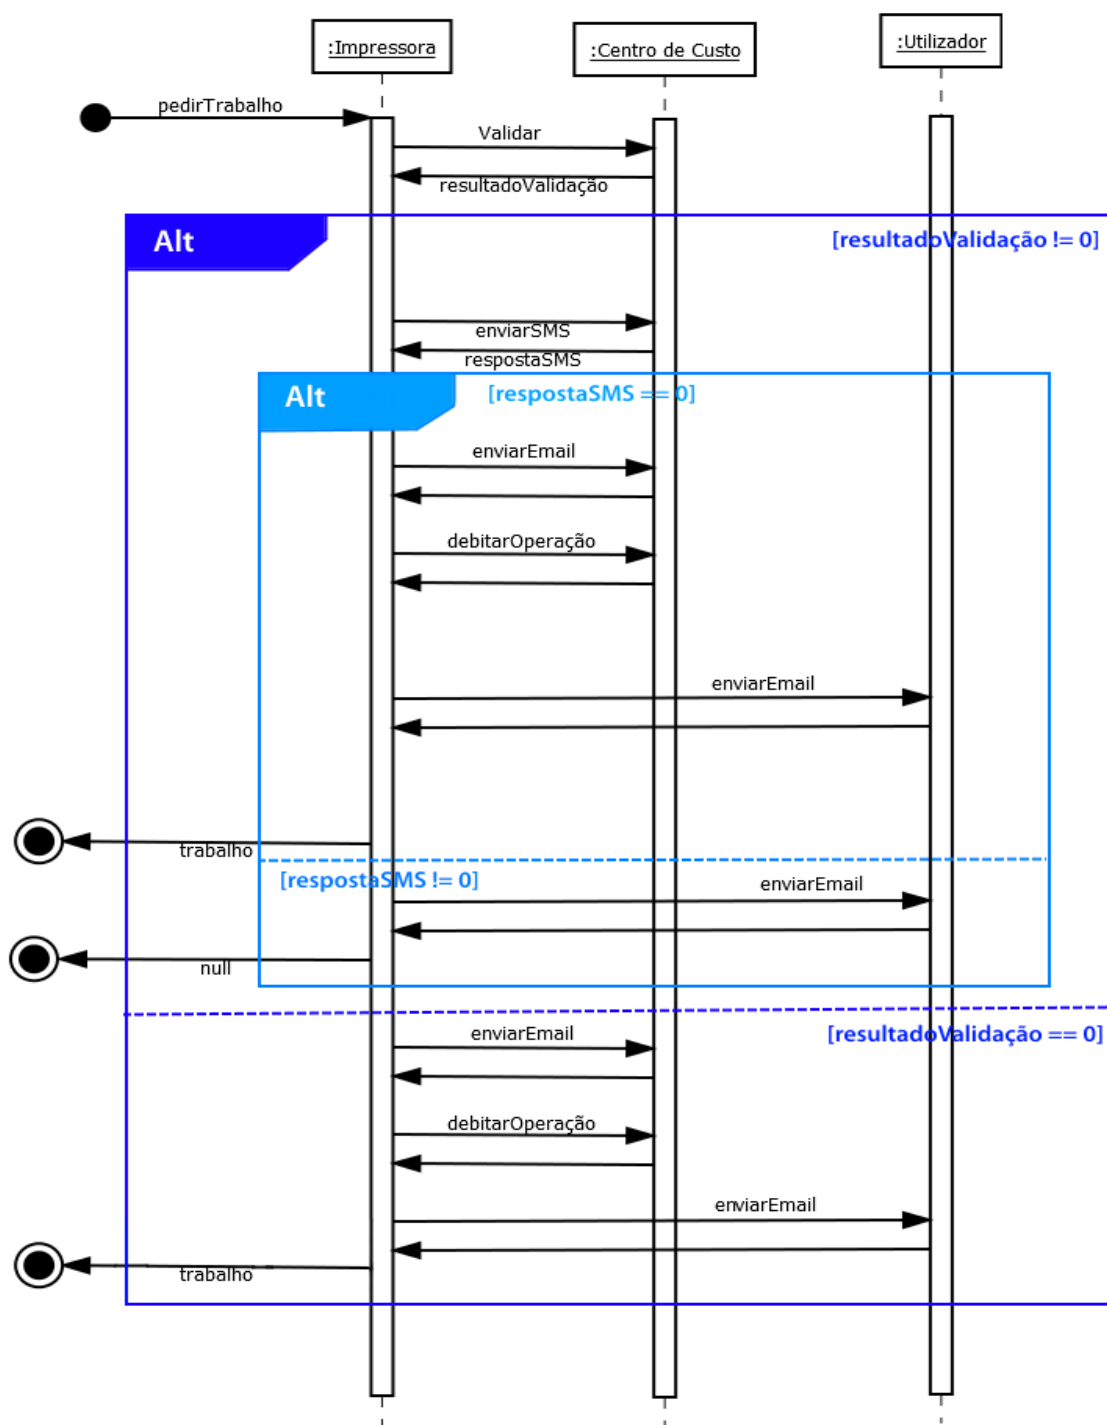 :Impressora
:Centro de Custo
:Utilizador
pedirTrabalho
Validar
resultadoValidação
Alt
[resultadoValidação != 0]
enviarSMS
respostaSMS
Alt
[respostaSMS == 0]
enviarEmail
debitarOperação
enviarEmail
trabalho
[respostaSMS != 0]
enviarEmail
null
[resultadoValidação == 0]
enviarEmail
debitarOperação
enviarEmail
trabalho